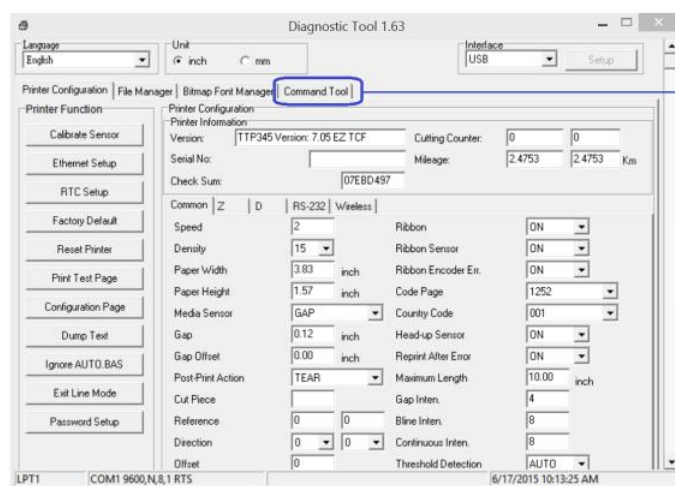 Diagnostic Tool 1.63
Language
English
Unit
inch
mm
Interface
USB
Setup
Printer Configuration
File Manager
Bitmap Font Manager
Command Tool
Printer Function
Calibrate Sensor
Ethernet Setup
RTC Setup
Factory Default
Reset Printer
Print Test Page
Configuration Page
Dump Text
Ignore AUTO.BAS
Exit Line Mode
Password Setup
Printer Configuration
Printer Information
Version: TTP345 Version: 7.05 EZ TCF Cutting Counter: 0 0
Serial No: Mileage: 2.4753 2.4753 Km
Check Sum: 07EBD497
Common Z D RS-232 Wireless
Speed 2 Ribbon ON
Density 15 Ribbon Sensor ON
Paper Width 3.83 inch Ribbon Encoder Err. ON
Paper Height 1.57 inch Code Page 1252
Media Sensor GAP Country Code 001
Gap 0.12 inch Head-up Sensor ON
Gap Offset 0.00 inch Reprint After Error ON
Post-Print Action TEAR Maximum Length 10.00 inch
Cut Piece Gap Inten. 4
Reference 0 0 Bline Inten. 8
Direction 0 0 Continuous Inten. 8
Offset 0 Threshold Detection AUTO
LPT1 COM1 9600,N,8,1 RTS 6/17/2015 10:13:25 AM